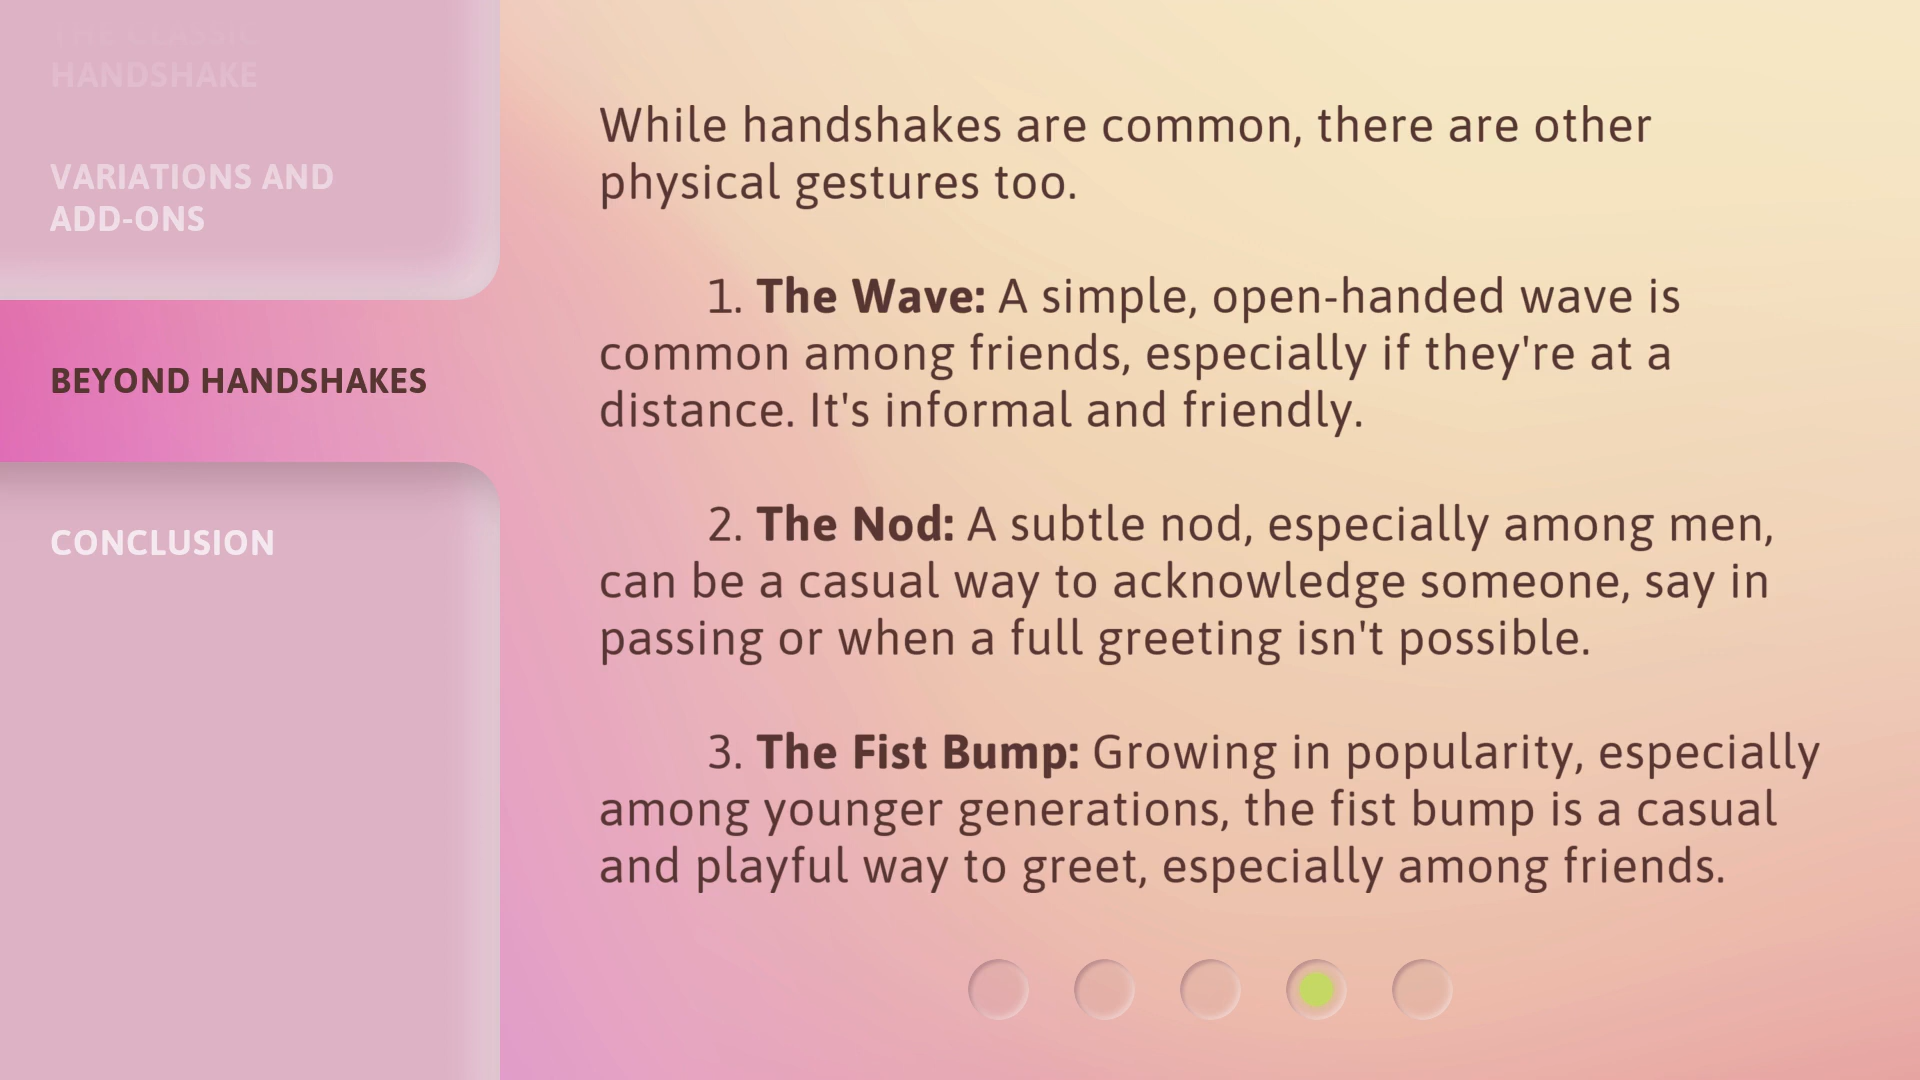 THE CLASSIC
HANDSHAKE
VARIATIONS AND
ADD-ONS
BEYOND HANDSHAKES
CONCLUSION
While handshakes are common, there are other
physical gestures too.
1. The Wave: A simple, open-handed wave is
common among friends, especially if they're at a
distance. It's informal and friendly.
2. The Nod: A subtle nod, especially among men,
can be a casual way to acknowledge someone, say in
passing or when a full greeting isn't possible.
3. The Fist Bump: Growing in popularity, especially
among younger generations, the fist bump is a casual
and playful way to greet, especially among friends.